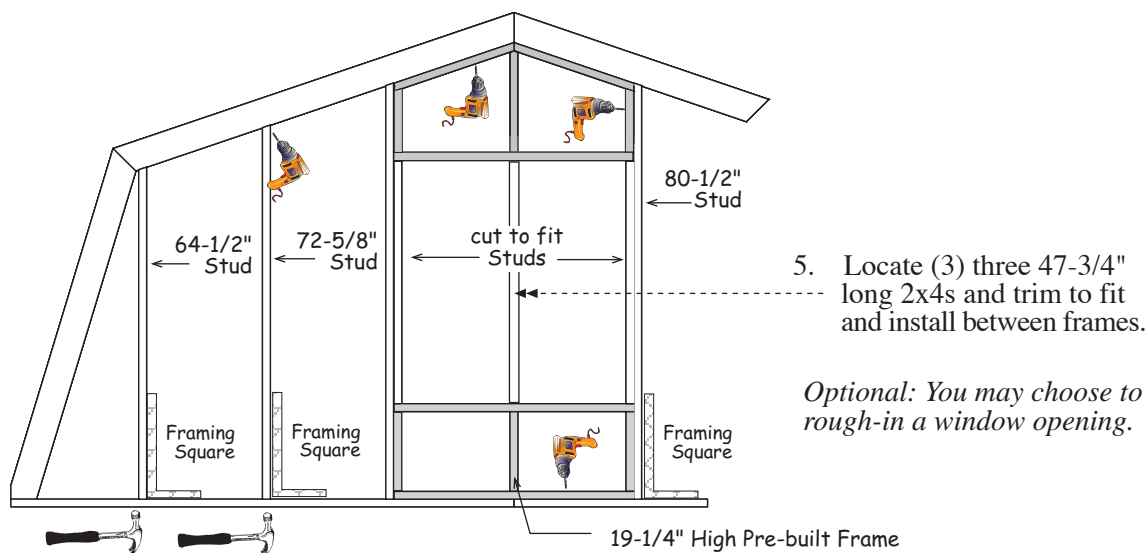 80-1/2"
Stud
64-1/2"
Stud
72-5/8"
Stud
cut to fit
Studs
5. Locate (3) three 47-3/4"
long 2x4s and trim to fit
and install between frames.
Optional: You may choose to
rough-in a window opening.
Framing
Square
Framing
Square
Framing
Square
19-1/4" High Pre-built Frame